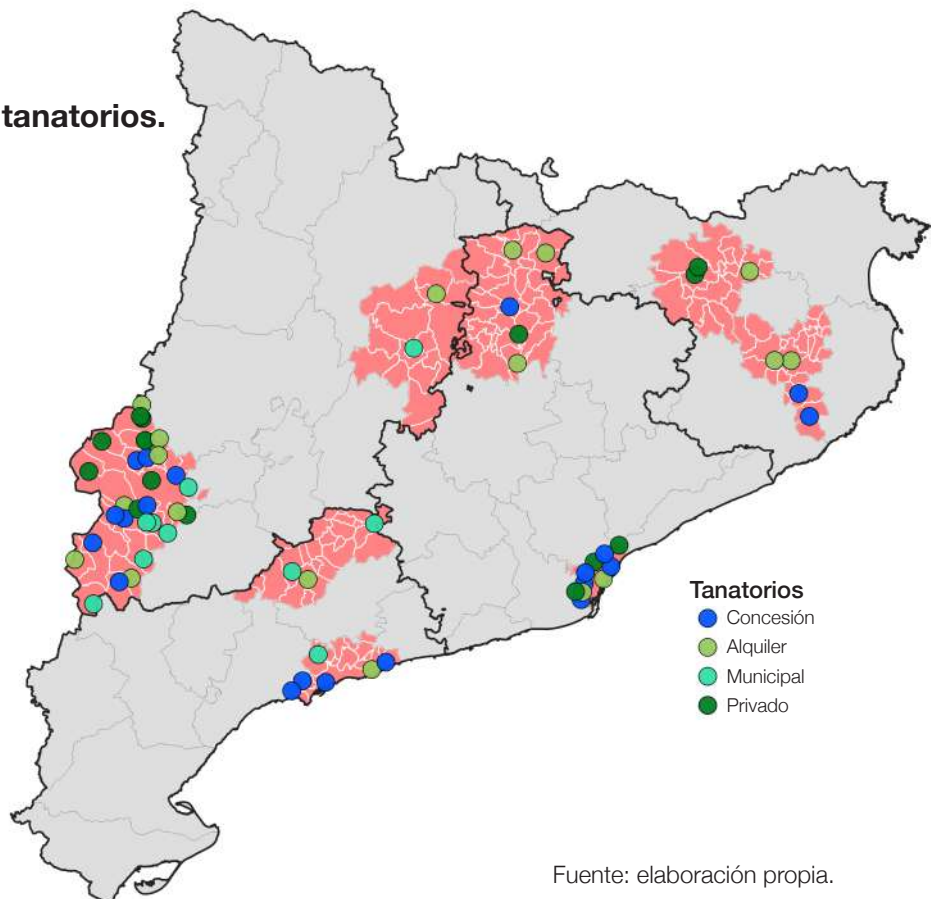 tanatorios.
Tanatorios
Concesión
Alquiler
Municipal
Privado
Fuente: elaboración propia.